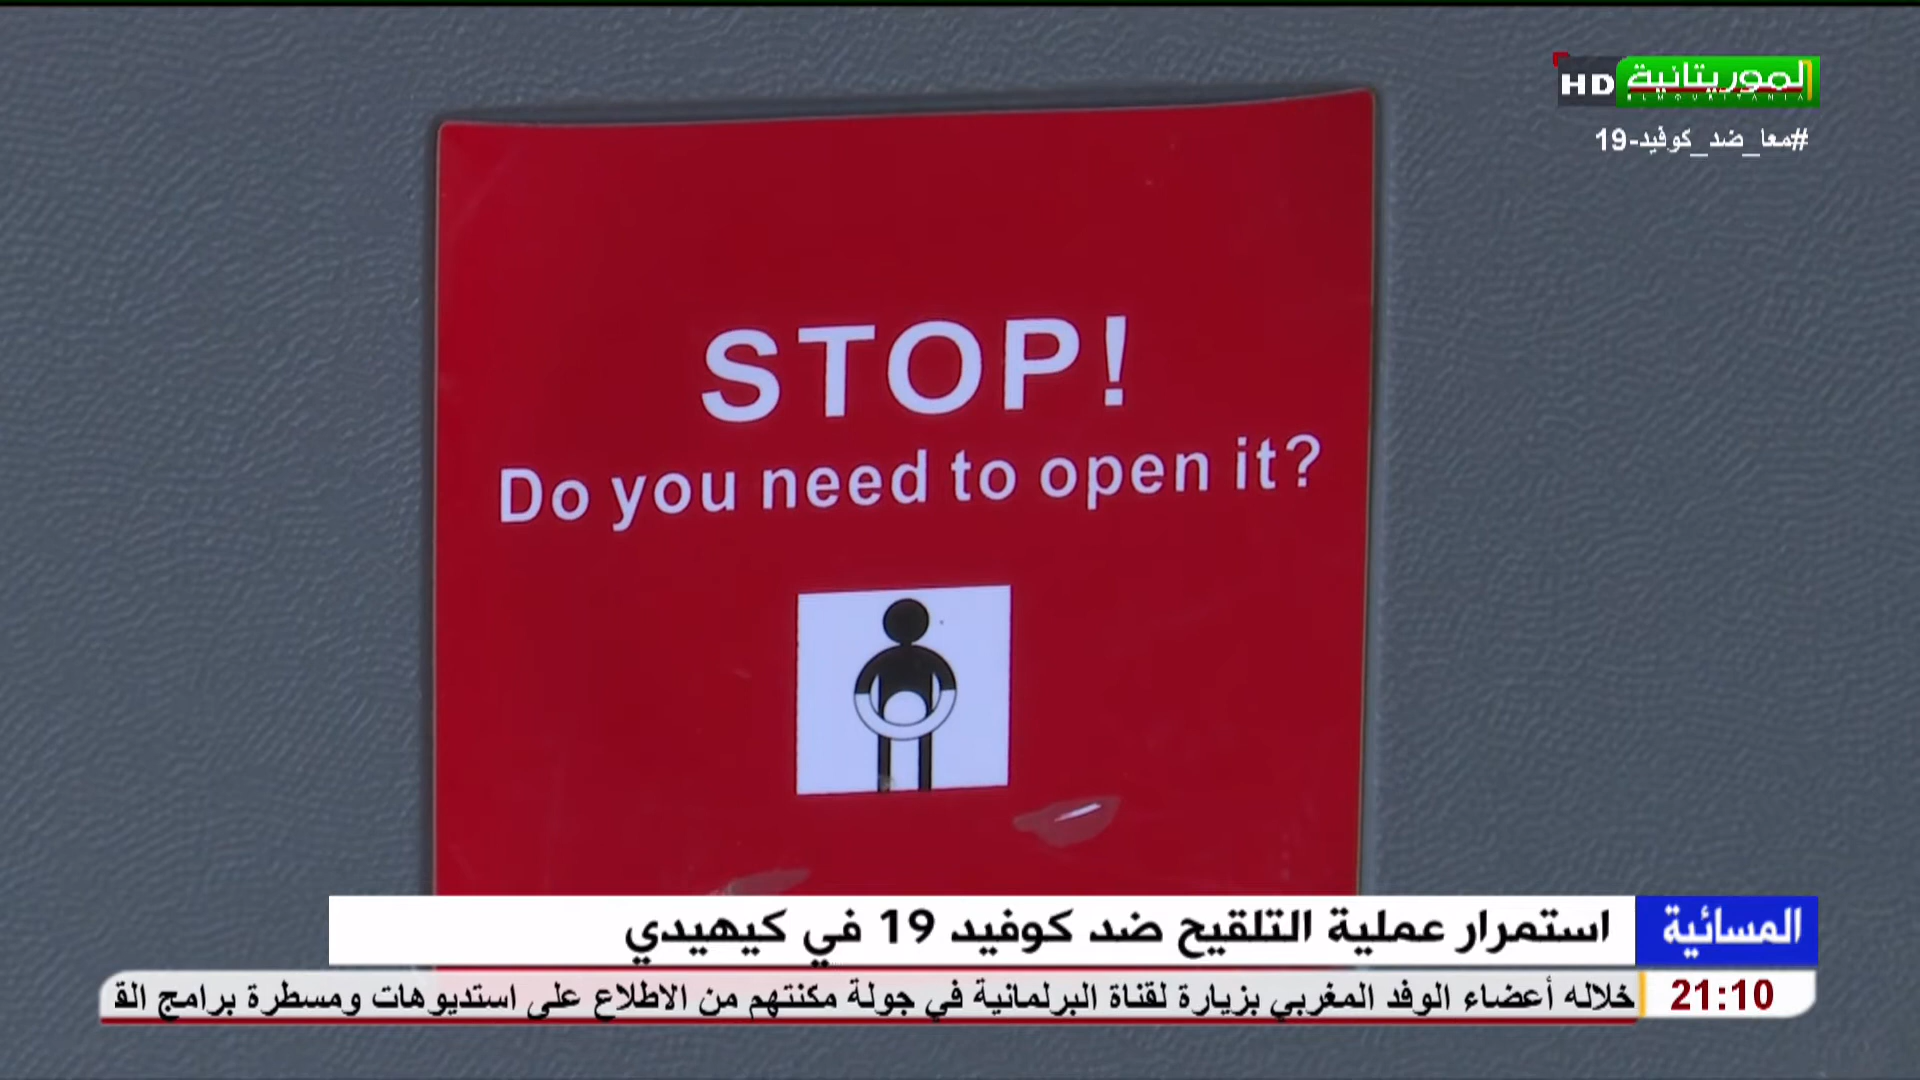 HD الموريتانية
ELMOURITANIA
#معا_ضد_كوفيد-19
STOP!
Do you need to open it?
المسائية
استمرار عملية التلقيح ضد كوفيد 19 في كيهيدي
21:10
خلاله أعضاء الوفد المغربي بزيارة لقناة البرلمانية في جولة مكنتهم من الاطلاع على استديوهات ومسطرة برامج الق